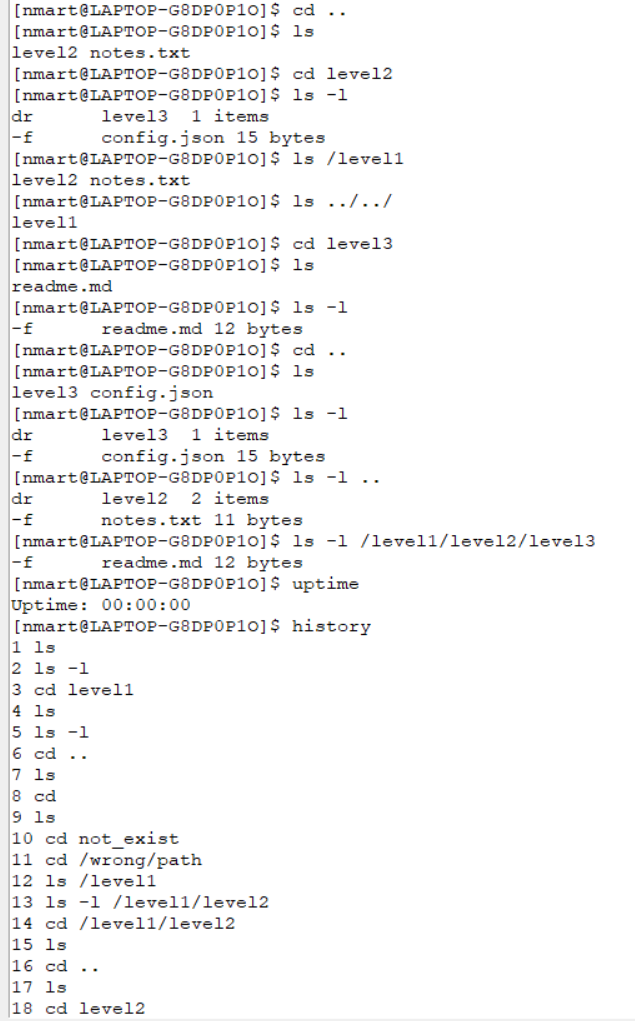 [nmart@LAPTOP-G8DP0P1O]$ cd ..
[nmart@LAPTOP-G8DP0P1O]$ ls
level2 notes.txt
[nmart@LAPTOP-G8DP0P1O]$ cd level2
[nmart@LAPTOP-G8DP0P1O]$ ls -l
dr      level3  1 items
-f      config.json 15 bytes
[nmart@LAPTOP-G8DP0P1O]$ ls /level1
level2 notes.txt
[nmart@LAPTOP-G8DP0P1O]$ ls ../../
level1
[nmart@LAPTOP-G8DP0P1O]$ cd level3
[nmart@LAPTOP-G8DP0P1O]$ ls
readme.md
[nmart@LAPTOP-G8DP0P1O]$ ls -l
-f      readme.md 12 bytes
[nmart@LAPTOP-G8DP0P1O]$ cd ..
[nmart@LAPTOP-G8DP0P1O]$ ls
level3 config.json
[nmart@LAPTOP-G8DP0P1O]$ ls -l
dr      level3  1 items
-f      config.json 15 bytes
[nmart@LAPTOP-G8DP0P1O]$ ls -l ..
dr      level2  2 items
-f      notes.txt 11 bytes
[nmart@LAPTOP-G8DP0P1O]$ ls -l /level1/level2/level3
-f      readme.md 12 bytes
[nmart@LAPTOP-G8DP0P1O]$ uptime
Uptime: 00:00:00
[nmart@LAPTOP-G8DP0P1O]$ history
1 ls
2 ls -l
3 cd level1
4 ls
5 ls -l
6 cd ..
7 ls
8 cd
9 ls
10 cd not_exist
11 cd /wrong/path
12 ls /level1
13 ls -l /level1/level2
14 cd /level1/level2
15 ls
16 cd ..
17 ls
18 cd level2